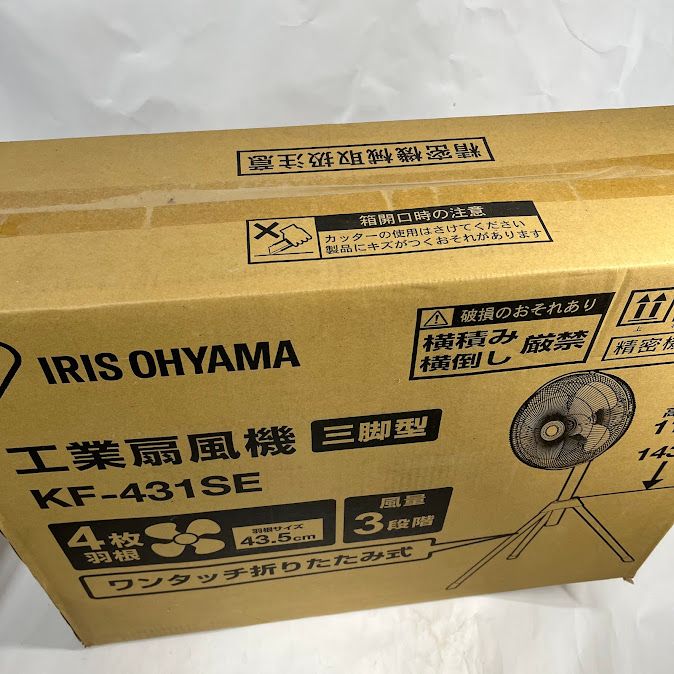 精密機械取扱注意
箱開口時の注意
カッターの使用はさけてください
製品にキズがつくおそれがあります
破損のおそれあり
横積み
横倒し
厳禁
上
精密機
IRIS OHYAMA
工業扇風機
三脚型
KF-431SE
4枚
羽根
羽根サイズ
43.5cm
風量
3段階
ワンタッチ折りたたみ式
高
11
143